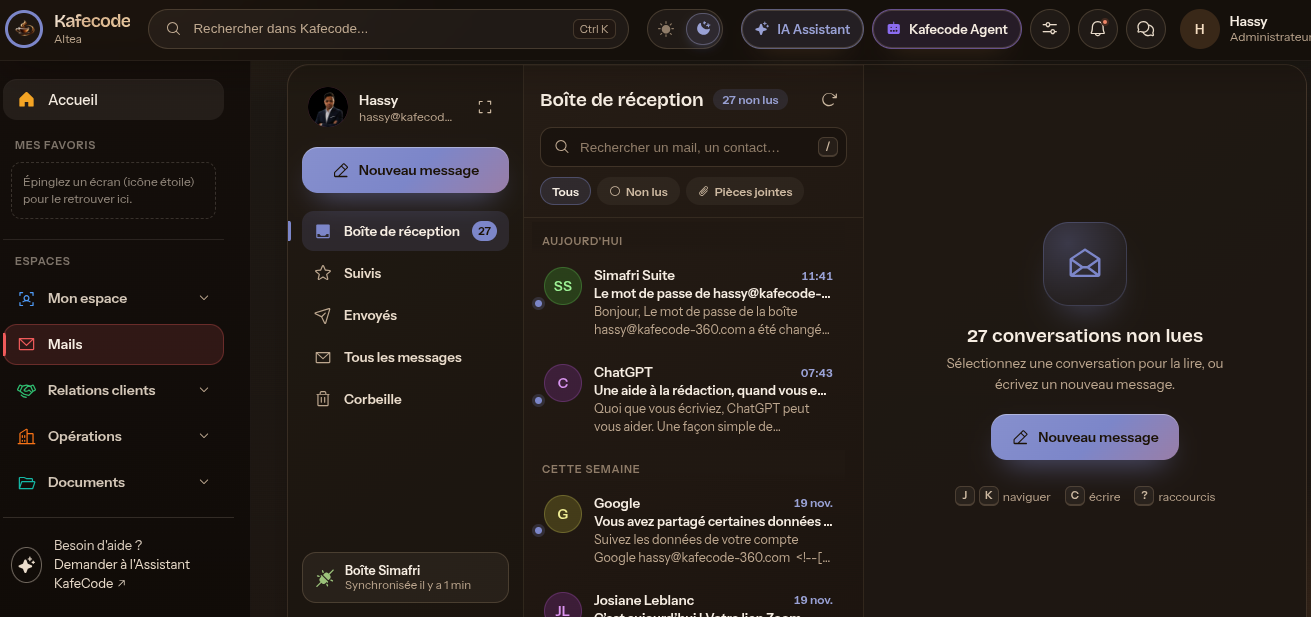 Kafecode
Altea
Rechercher dans Kafecode...
Ctrl K
IA Assistant
Kafecode Agent
H
Hassy
Administrateur
Accueil
MES FAVORIS
Épinglez un écran (icône étoile)
pour le retrouver ici.
ESPACES
Mon espace
Mails
Relations clients
Opérations
Documents
Besoin d'aide ?
Demander à l'Assistant
KafeCode ↗
Hassy
hassy@kafecod...
Nouveau message
Boîte de réception 27
Suivis
Envoyés
Tous les messages
Corbeille
Boîte Simafri
Synchronisée il y a 1 min
Boîte de réception 27 non lus
Rechercher un mail, un contact… /
Tous Non lus Pièces jointes
AUJOURD'HUI
SS
Simafri Suite 11:41
Le mot de passe de hassy@kafecode-...
Bonjour, Le mot de passe de la boîte
hassy@kafecode-360.com a été changé...
C
ChatGPT 07:43
Une aide à la rédaction, quand vous e...
Quoi que vous écriviez, ChatGPT peut
vous aider. Une façon simple de...
CETTE SEMAINE
G
Google 19 nov.
Vous avez partagé certaines données ...
Suivez les données de votre compte
Google hassy@kafecode-360.com <!--[...
JL
Josiane Leblanc 19 nov.
27 conversations non lues
Sélectionnez une conversation pour la lire, ou
écrivez un nouveau message.
Nouveau message
J K naviguer C écrire ? raccourcis